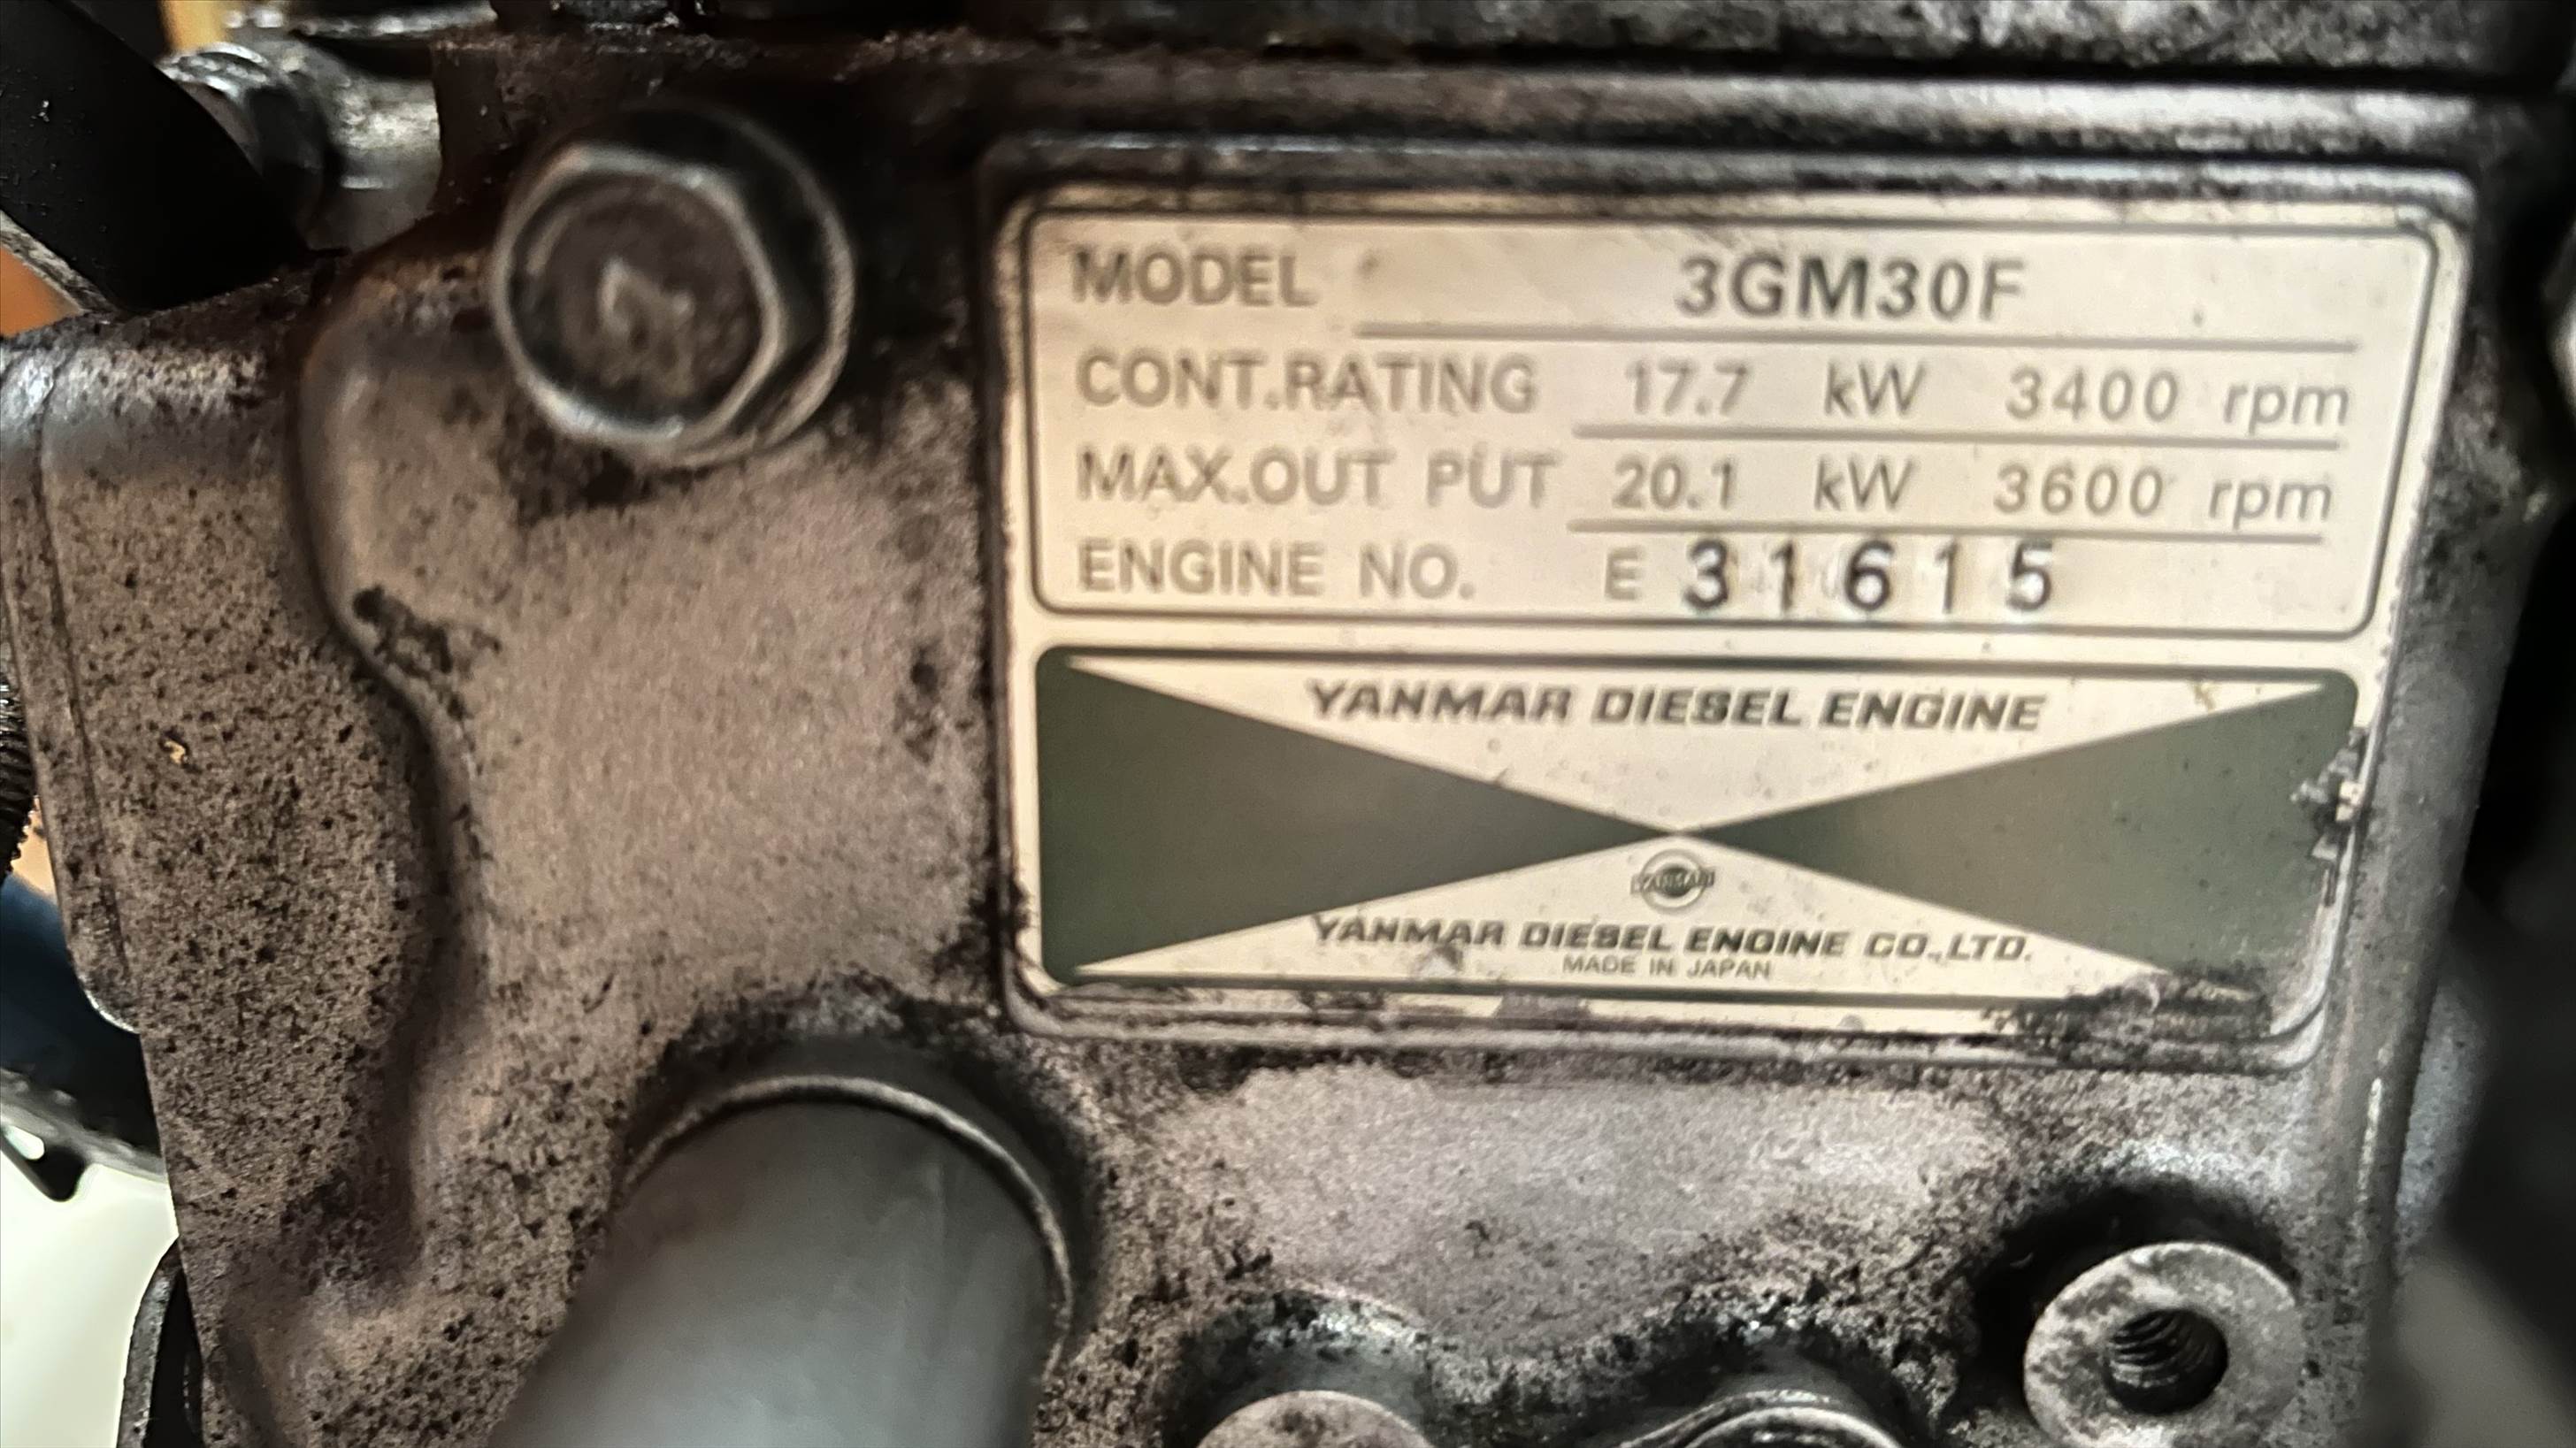 MODEL 3GM30F
CONT.RATING 17.7 kW 3400 rpm
MAX.OUT PUT 20.1 kW 3600 rpm
ENGINE NO. E 31615
YANMAR DIESEL ENGINE
YANMAR
YANMAR DIESEL ENGINE CO.,LTD.
MADE IN JAPAN